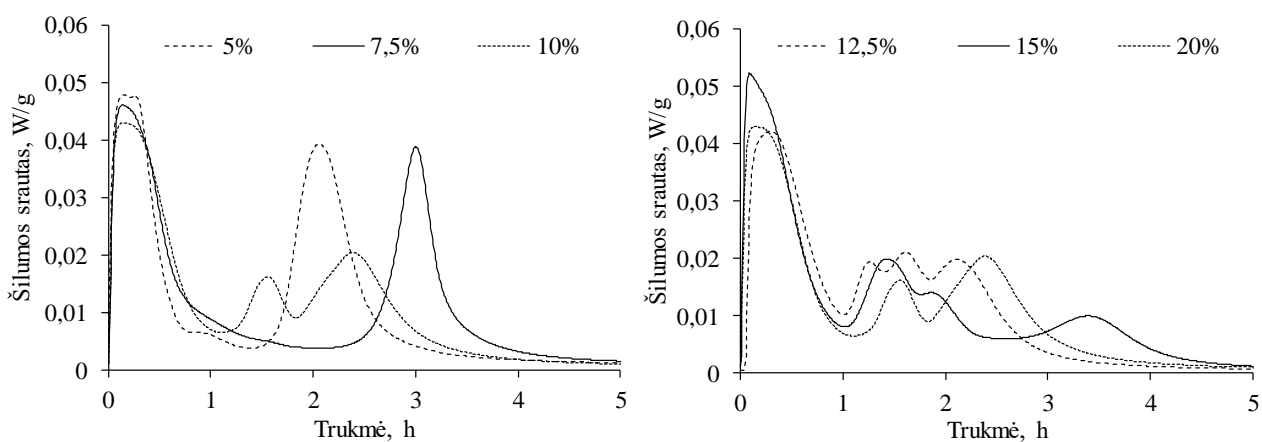 5% 7,5% 10%
Šilumos srautas, W/g
0,06
0,05
0,04
0,03
0,02
0,01
0
0 1 2 3 4 5
Trukmė, h
12,5% 15% 20%
Šilumos srautas, W/g
0,06
0,05
0,04
0,03
0,02
0,01
0
0 1 2 3 4 5
Trukmė, h